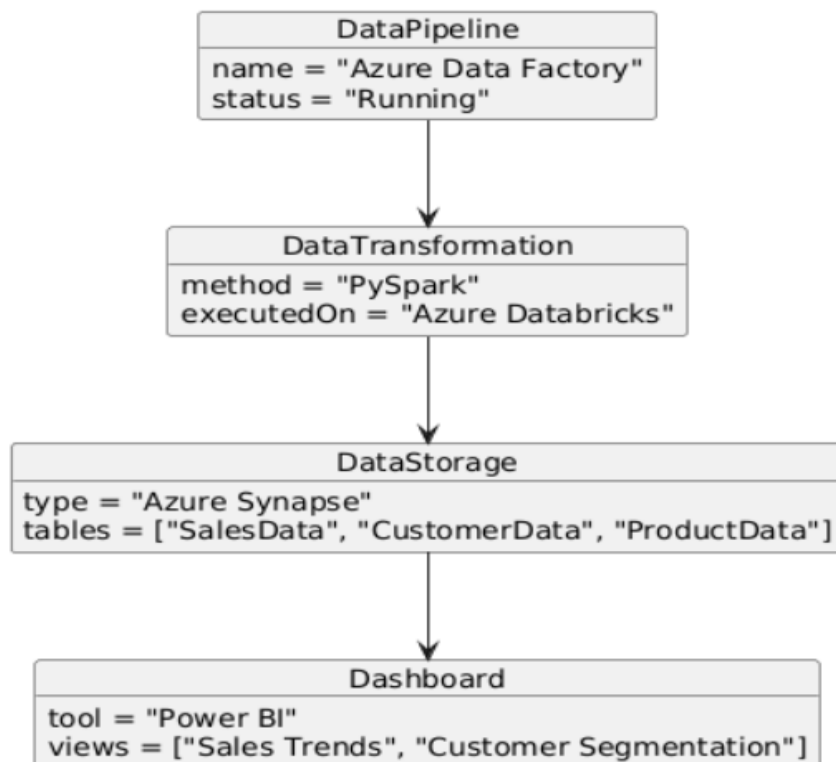 DataPipeline
name = "Azure Data Factory"
status = "Running"
DataTransformation
method = "PySpark"
executedOn = "Azure Databricks"
DataStorage
type = "Azure Synapse"
tables = ["SalesData", "CustomerData", "ProductData"]
Dashboard
tool = "Power BI"
views = ["Sales Trends", "Customer Segmentation"]